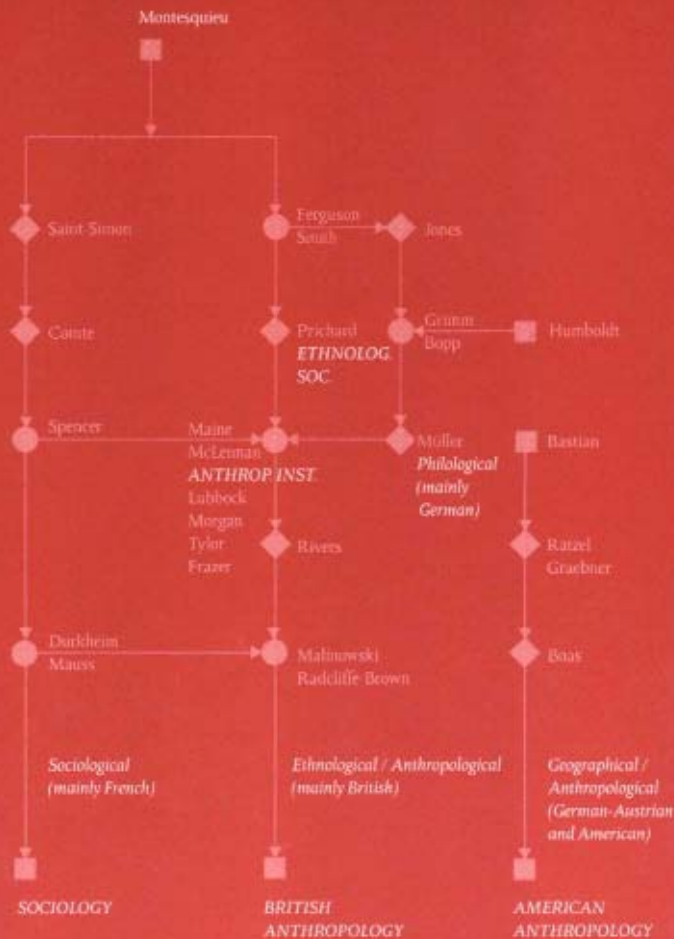 Montesquieu
Saint-Simon
Ferguson
Smith
Jones
Comte
Prichard
ETHNOLOG.
SOC.
Grimm
Bopp
Humboldt
Spencer
Maine
McLennan
ANTHROP. INST.
Lubbock
Morgan
Tylor
Frazer
Müller
Philological
(mainly
German)
Bastian
Rivers
Ratzel
Graebner
Durkheim
Mauss
Malinowski
Radcliffe Brown
Boas
Sociological
(mainly French)
Ethnological / Anthropological
(mainly British)
Geographical /
Anthropological
(German-Austrian
and American)
SOCIOLOGY
BRITISH
ANTHROPOLOGY
AMERICAN
ANTHROPOLOGY